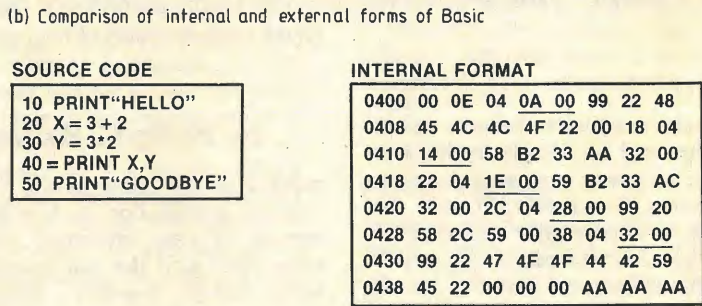 (b) Comparison of internal and external forms of Basic
SOURCE CODE
10 PRINT“HELLO”
20 X = 3 + 2
30 Y = 3*2
40 = PRINT X,Y
50 PRINT“GOODBYE”
INTERNAL FORMAT
0400 00 0E 04 0A 00 99 22 48
0408 45 4C 4C 4F 22 00 18 04
0410 14 00 58 B2 33 AA 32 00
0418 22 04 1E 00 59 B2 33 AC
0420 32 00 2C 04 28 00 99 20
0428 58 2C 59 00 38 04 32 00
0430 99 22 47 4F 4F 44 42 59
0438 45 22 00 00 00 AA AA AA